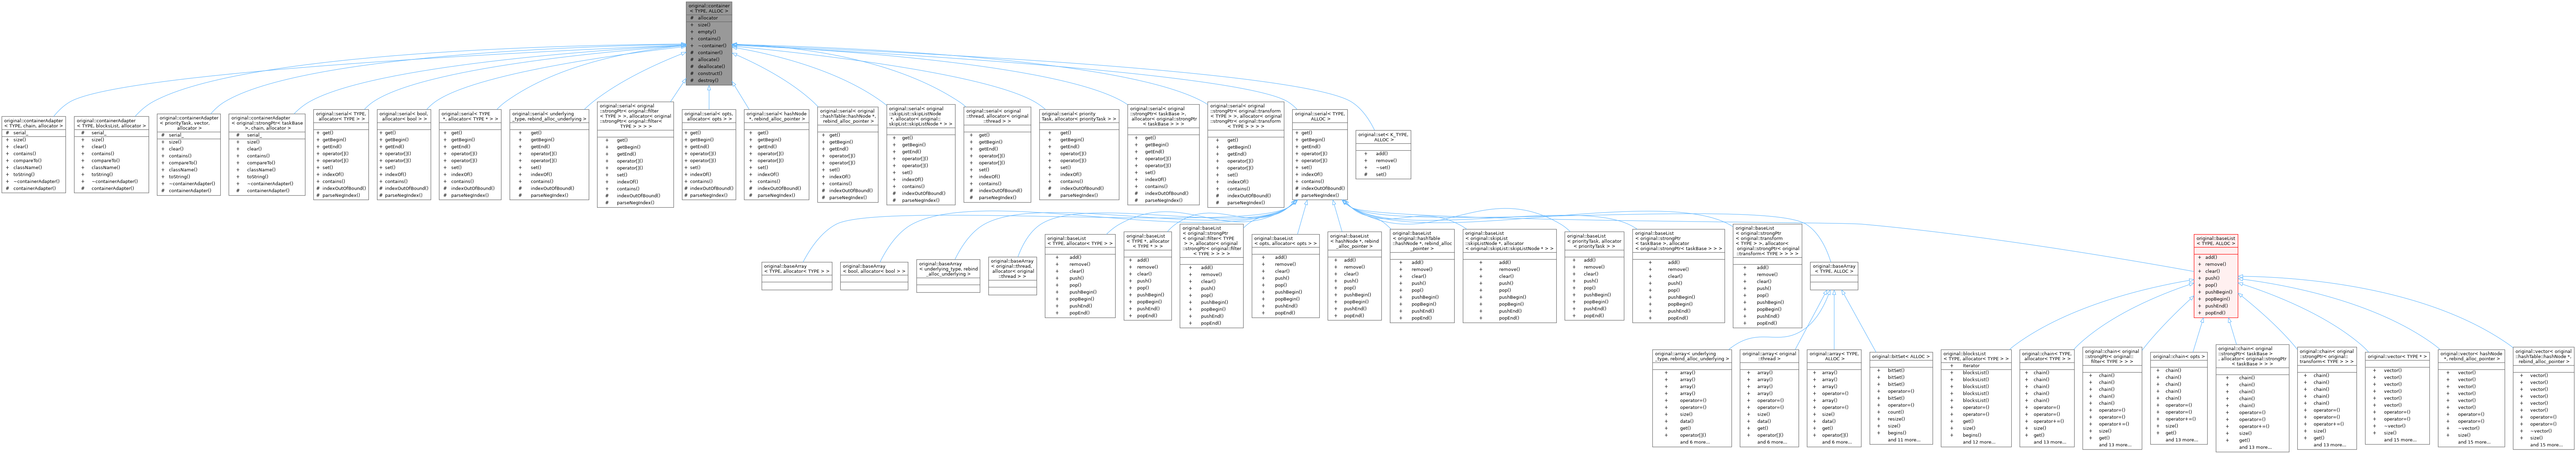 original::container
< TYPE, ALLOC >
# allocator
+ size()
+ empty()
+ contains()
+ ~container()
# container()
# allocate()
# deallocate()
# construct()
# destroy()
original::containerAdapter
< TYPE, chain, allocator >
# serial_
+ size()
+ clear()
+ contains()
+ compareTo()
+ className()
+ toString()
+ ~containerAdapter()
# containerAdapter()
original::containerAdapter
< TYPE, blocksList, allocator >
# serial_
+ size()
+ clear()
+ contains()
+ compareTo()
+ className()
+ toString()
+ ~containerAdapter()
# containerAdapter()
original::containerAdapter
< priorityTask, vector,
allocator >
# serial_
+ size()
+ clear()
+ contains()
+ compareTo()
+ className()
+ toString()
+ ~containerAdapter()
# containerAdapter()
original::containerAdapter
< original::strongPtr< taskBase
>, chain, allocator >
# serial_
+ size()
+ clear()
+ contains()
+ compareTo()
+ className()
+ toString()
+ ~containerAdapter()
# containerAdapter()
original::serial< TYPE,
allocator< TYPE > >
+ get()
+ getBegin()
+ getEnd()
+ operator[]()
+ operator[]()
+ set()
+ indexOf()
+ contains()
# indexOutOfBound()
# parseNegIndex()
original::serial< bool,
allocator< bool > >
+ get()
+ getBegin()
+ getEnd()
+ operator[]()
+ operator[]()
+ set()
+ indexOf()
+ contains()
# indexOutOfBound()
# parseNegIndex()
original::serial< TYPE
*, allocator< TYPE * > >
+ get()
+ getBegin()
+ getEnd()
+ operator[]()
+ operator[]()
+ set()
+ indexOf()
+ contains()
# indexOutOfBound()
# parseNegIndex()
original::serial< underlying
_type, rebind_alloc_underlying >
+ get()
+ getBegin()
+ getEnd()
+ operator[]()
+ operator[]()
+ set()
+ indexOf()
+ contains()
# indexOutOfBound()
# parseNegIndex()
original::serial< original
::strongPtr< original::filter
< TYPE > >, allocator< original
::strongPtr< original::filter<
TYPE > > > >
+ get()
+ getBegin()
+ getEnd()
+ operator[]()
+ operator[]()
+ set()
+ indexOf()
+ contains()
# indexOutOfBound()
# parseNegIndex()
original::serial< opts,
allocator< opts > >
+ get()
+ getBegin()
+ getEnd()
+ operator[]()
+ operator[]()
+ set()
+ indexOf()
+ contains()
# indexOutOfBound()
# parseNegIndex()
original::serial< hashNode
*, rebind_alloc_pointer >
+ get()
+ getBegin()
+ getEnd()
+ operator[]()
+ operator[]()
+ set()
+ indexOf()
+ contains()
# indexOutOfBound()
# parseNegIndex()
original::serial< original
::hashTable::hashNode *,
rebind_alloc_pointer >
+ get()
+ getBegin()
+ getEnd()
+ operator[]()
+ operator[]()
+ set()
+ indexOf()
+ contains()
# indexOutOfBound()
# parseNegIndex()
original::serial< original
::skipList::skipListNode
*, allocator< original::
skipList::skipListNode * > >
+ get()
+ getBegin()
+ getEnd()
+ operator[]()
+ operator[]()
+ set()
+ indexOf()
+ contains()
# indexOutOfBound()
# parseNegIndex()
original::serial< original
::thread, allocator< original
::thread > >
+ get()
+ getBegin()
+ getEnd()
+ operator[]()
+ operator[]()
+ set()
+ indexOf()
+ contains()
# indexOutOfBound()
# parseNegIndex()
original::serial< priority
Task, allocator< priorityTask > >
+ get()
+ getBegin()
+ getEnd()
+ operator[]()
+ operator[]()
+ set()
+ indexOf()
+ contains()
# indexOutOfBound()
# parseNegIndex()
original::serial< original
::strongPtr< taskBase >,
allocator< original::strongPtr
< taskBase > > >
+ get()
+ getBegin()
+ getEnd()
+ operator[]()
+ operator[]()
+ set()
+ indexOf()
+ contains()
# indexOutOfBound()
# parseNegIndex()
original::serial< original
::strongPtr< original::transform
< TYPE > >, allocator< original
::strongPtr< original::transform
< TYPE > > > >
+ get()
+ getBegin()
+ getEnd()
+ operator[]()
+ operator[]()
+ set()
+ indexOf()
+ contains()
# indexOutOfBound()
# parseNegIndex()
original::serial< TYPE,
ALLOC >
+ get()
+ getBegin()
+ getEnd()
+ operator[]()
+ operator[]()
+ set()
+ indexOf()
+ contains()
# indexOutOfBound()
# parseNegIndex()
original::set< K_TYPE,
ALLOC >
+ add()
+ remove()
+ ~set()
# set()
original::baseArray
< TYPE, allocator< TYPE > >
original::baseArray
< bool, allocator< bool > >
original::baseArray
< underlying_type, rebind
_alloc_underlying >
original::baseArray
< original::thread,
allocator< original
::thread > >
original::baseList
< TYPE, allocator< TYPE > >
+ add()
+ remove()
+ clear()
+ push()
+ pop()
+ pushBegin()
+ popBegin()
+ pushEnd()
+ popEnd()
original::baseList
< TYPE *, allocator
< TYPE * > >
+ add()
+ remove()
+ clear()
+ push()
+ pop()
+ pushBegin()
+ popBegin()
+ pushEnd()
+ popEnd()
original::baseList
< original::strongPtr
< original::filter< TYPE
> >, allocator< original
::strongPtr< original::filter
< TYPE > > > >
+ add()
+ remove()
+ clear()
+ push()
+ pop()
+ pushBegin()
+ popBegin()
+ pushEnd()
+ popEnd()
original::baseList
< opts, allocator< opts > >
+ add()
+ remove()
+ clear()
+ push()
+ pop()
+ pushBegin()
+ popBegin()
+ pushEnd()
+ popEnd()
original::baseList
< hashNode *, rebind
_alloc_pointer >
+ add()
+ remove()
+ clear()
+ push()
+ pop()
+ pushBegin()
+ popBegin()
+ pushEnd()
+ popEnd()
original::baseList
< original::hashTable
::hashNode *, rebind_alloc
_pointer >
+ add()
+ remove()
+ clear()
+ push()
+ pop()
+ pushBegin()
+ popBegin()
+ pushEnd()
+ popEnd()
original::baseList
< original::skipList
::skipListNode *, allocator
< original::skipList::skipListNode * > >
+ add()
+ remove()
+ clear()
+ push()
+ pop()
+ pushBegin()
+ popBegin()
+ pushEnd()
+ popEnd()
original::baseList
< priorityTask, allocator
< priorityTask > >
+ add()
+ remove()
+ clear()
+ push()
+ pop()
+ pushBegin()
+ popBegin()
+ pushEnd()
+ popEnd()
original::baseList
< original::strongPtr
< taskBase >, allocator
< original::strongPtr< taskBase > > >
+ add()
+ remove()
+ clear()
+ push()
+ pop()
+ pushBegin()
+ popBegin()
+ pushEnd()
+ popEnd()
original::baseList
< original::strongPtr
< original::transform
< TYPE > >, allocator<
original::strongPtr< original
::transform< TYPE > > > >
+ add()
+ remove()
+ clear()
+ push()
+ pop()
+ pushBegin()
+ popBegin()
+ pushEnd()
+ popEnd()
original::baseArray
< TYPE, ALLOC >
original::baseList
< TYPE, ALLOC >
+ add()
+ remove()
+ clear()
+ push()
+ pop()
+ pushBegin()
+ popBegin()
+ pushEnd()
+ popEnd()
original::array< underlying
_type, rebind_alloc_underlying >
+ array()
+ array()
+ array()
+ array()
+ operator=()
+ operator=()
+ size()
+ data()
+ get()
+ operator[]()
and 6 more...
original::array< original
::thread >
+ array()
+ array()
+ array()
+ array()
+ operator=()
+ operator=()
+ size()
+ data()
+ get()
+ operator[]()
and 6 more...
original::array< TYPE,
ALLOC >
+ array()
+ array()
+ array()
+ operator=()
+ array()
+ operator=()
+ size()
+ data()
+ get()
+ operator[]()
and 6 more...
original::bitSet< ALLOC >
+ bitSet()
+ bitSet()
+ bitSet()
+ operator=()
+ bitSet()
+ operator=()
+ count()
+ resize()
+ size()
+ begins()
and 11 more...
original::blocksList
< TYPE, allocator< TYPE > >
+ Iterator
+ blocksList()
+ blocksList()
+ blocksList()
+ blocksList()
+ blocksList()
+ operator=()
+ operator=()
+ get()
+ size()
+ begins()
and 12 more...
original::chain< TYPE,
allocator< TYPE > >
+ chain()
+ chain()
+ chain()
+ chain()
+ chain()
+ operator=()
+ operator=()
+ operator+=()
+ size()
+ get()
and 13 more...
original::chain< original
::strongPtr< original::
filter< TYPE > > >
+ chain()
+ chain()
+ chain()
+ chain()
+ chain()
+ operator=()
+ operator=()
+ operator+=()
+ size()
+ get()
and 13 more...
original::chain< opts >
+ chain()
+ chain()
+ chain()
+ chain()
+ chain()
+ operator=()
+ operator=()
+ operator+=()
+ size()
+ get()
and 13 more...
original::chain< original
::strongPtr< taskBase >
, allocator< original::strongPtr
< taskBase > > >
+ chain()
+ chain()
+ chain()
+ chain()
+ chain()
+ operator=()
+ operator=()
+ operator+=()
+ size()
+ get()
and 13 more...
original::chain< original
::strongPtr< original::
transform< TYPE > > >
+ chain()
+ chain()
+ chain()
+ chain()
+ chain()
+ operator=()
+ operator=()
+ operator+=()
+ size()
+ get()
and 13 more...
original::vector< TYPE * >
+ vector()
+ vector()
+ vector()
+ vector()
+ vector()
+ vector()
+ operator=()
+ operator=()
+ ~vector()
+ size()
and 15 more...
original::vector< hashNode
*, rebind_alloc_pointer >
+ vector()
+ vector()
+ vector()
+ vector()
+ vector()
+ vector()
+ operator=()
+ operator=()
+ ~vector()
+ size()
and 15 more...
original::vector< original
::hashTable::hashNode *,
rebind_alloc_pointer >
+ vector()
+ vector()
+ vector()
+ vector()
+ vector()
+ vector()
+ operator=()
+ operator=()
+ ~vector()
+ size()
and 15 more...